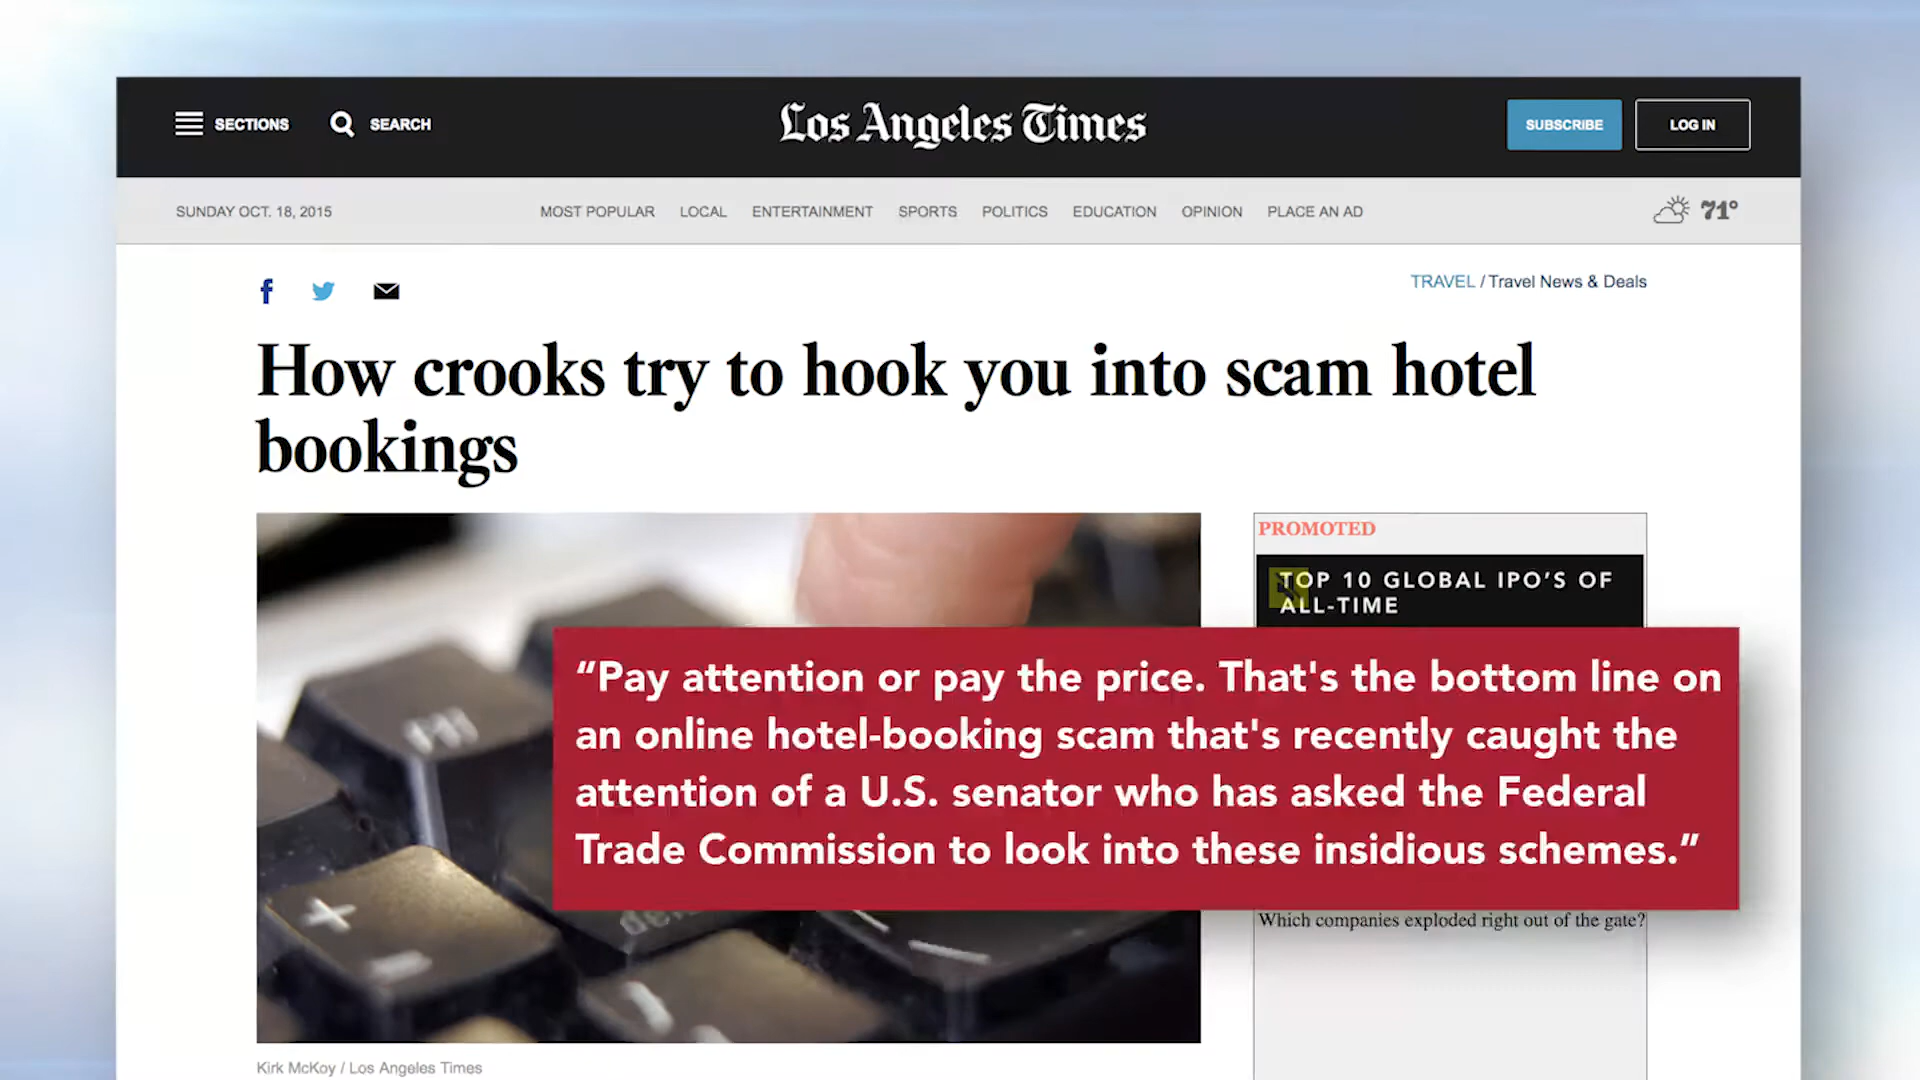 SECTIONS
SEARCH
Los Angeles Times
SUBSCRIBE
LOG IN
SUNDAY OCT. 18, 2015
MOST POPULAR
LOCAL
ENTERTAINMENT
SPORTS
POLITICS
EDUCATION
OPINION
PLACE AN AD
71°
TRAVEL / Travel News & Deals
How crooks try to hook you into scam hotel
bookings
PROMOTED
TOP 10 GLOBAL IPO’S OF
ALL-TIME
“Pay attention or pay the price. That's the bottom line on
an online hotel-booking scam that's recently caught the
attention of a U.S. senator who has asked the Federal
Trade Commission to look into these insidious schemes.”
Which companies exploded right out of the gate?
Kirk McKoy / Los Angeles Times